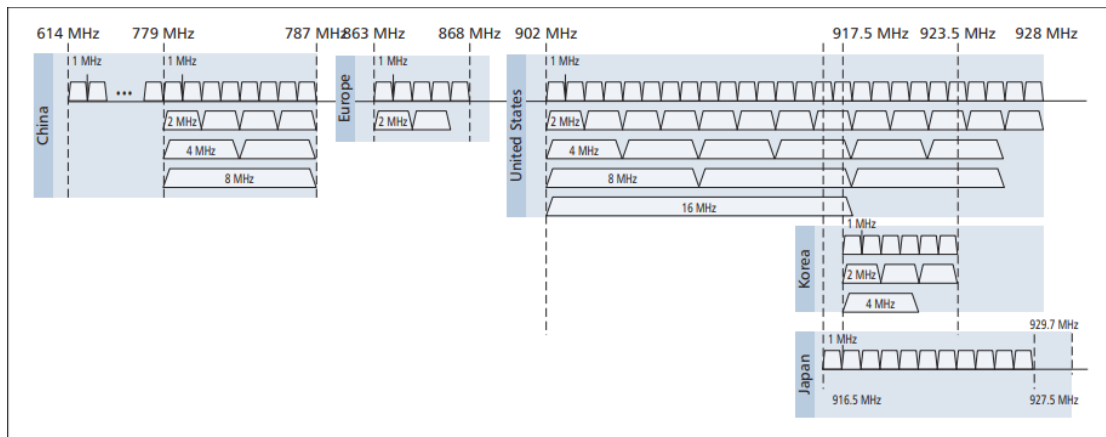 614 MHz 779 MHz 787 MHz 863 MHz 868 MHz 902 MHz 917.5 MHz 923.5 MHz 928 MHz
China
1 MHz 1 MHz
...
2 MHz
4 MHz
8 MHz
Europe
1 MHz
2 MHz
United States
1 MHz
2 MHz
4 MHz
8 MHz
16 MHz
Korea
1 MHz
2 MHz
4 MHz
Japan
929.7 MHz
1 MHz
916.5 MHz 927.5 MHz